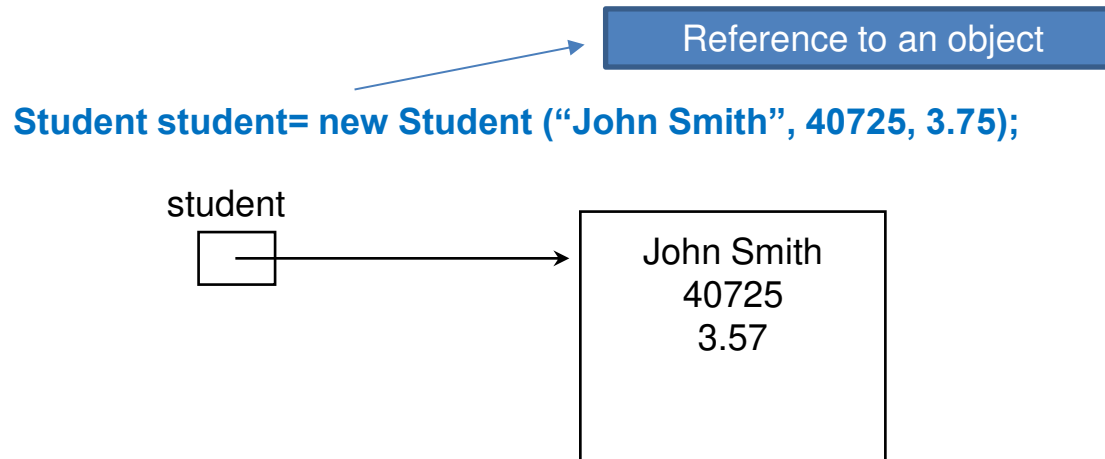 Reference to an object
Student student= new Student (“John Smith”, 40725, 3.75);
student
John Smith
40725
3.57